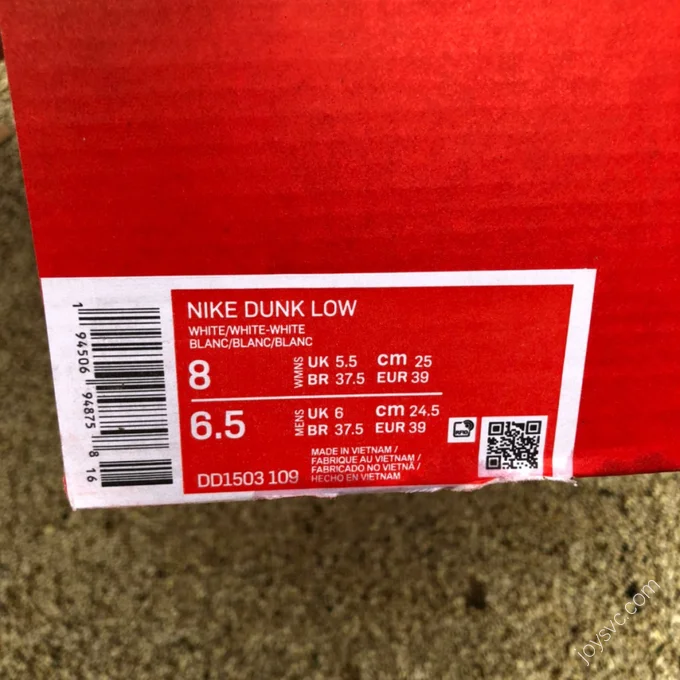 NIKE DUNK LOW
WHITE/WHITE-WHITE
BLANC/BLANC/BLANC
8 WMNS UK 5.5 cm 25
BR 37.5 EUR 39
6.5 MENS UK 6 cm 24.5
BR 37.5 EUR 39
DD1503 109
MADE IN VIETNAM /
FABRIQUE AU VIETNAM /
FABRICADO NO VIETNÃ /
HECHO EN VIETNAM
1 94506 94875 8 16
joysvc.com